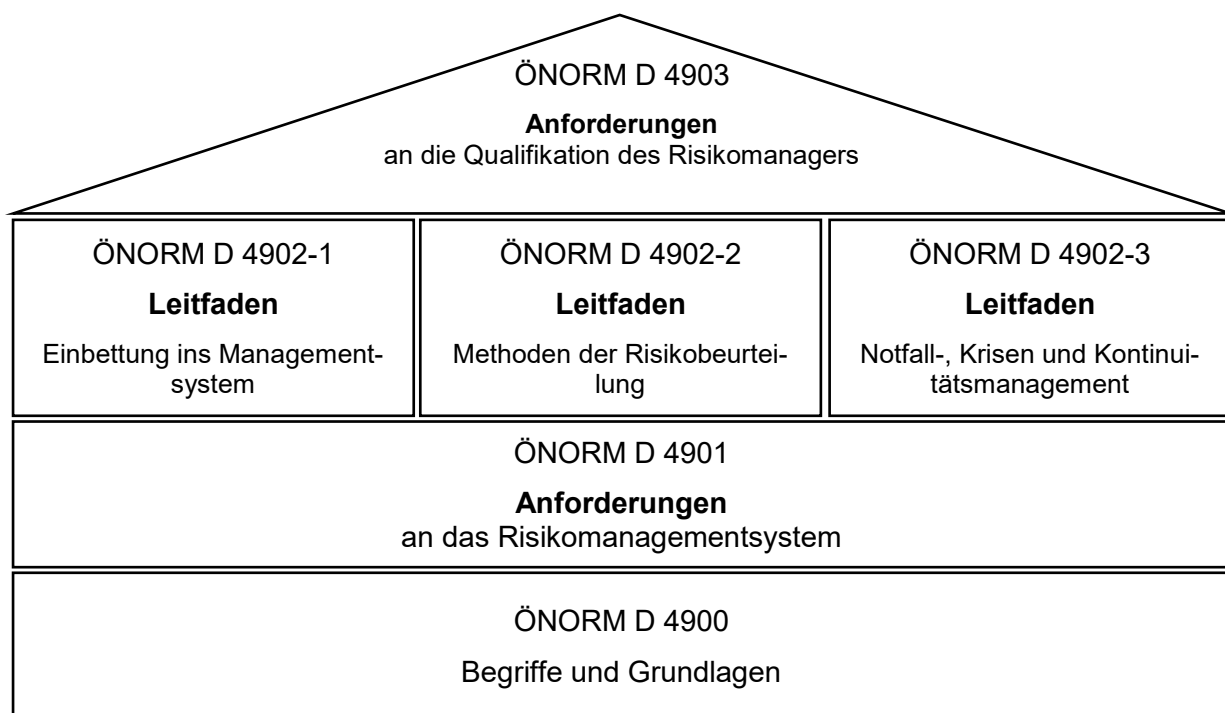 ÖNORM D 4903
Anforderungen
an die Qualifikation des Risikomanagers
ÖNORM D 4902-1
Leitfaden
Einbettung ins Management-
system
ÖNORM D 4902-2
Leitfaden
Methoden der Risikobeurtei-
lung
ÖNORM D 4902-3
Leitfaden
Notfall-, Krisen und Kontinui-
tätsmanagement
ÖNORM D 4901
Anforderungen
an das Risikomanagementsystem
ÖNORM D 4900
Begriffe und Grundlagen